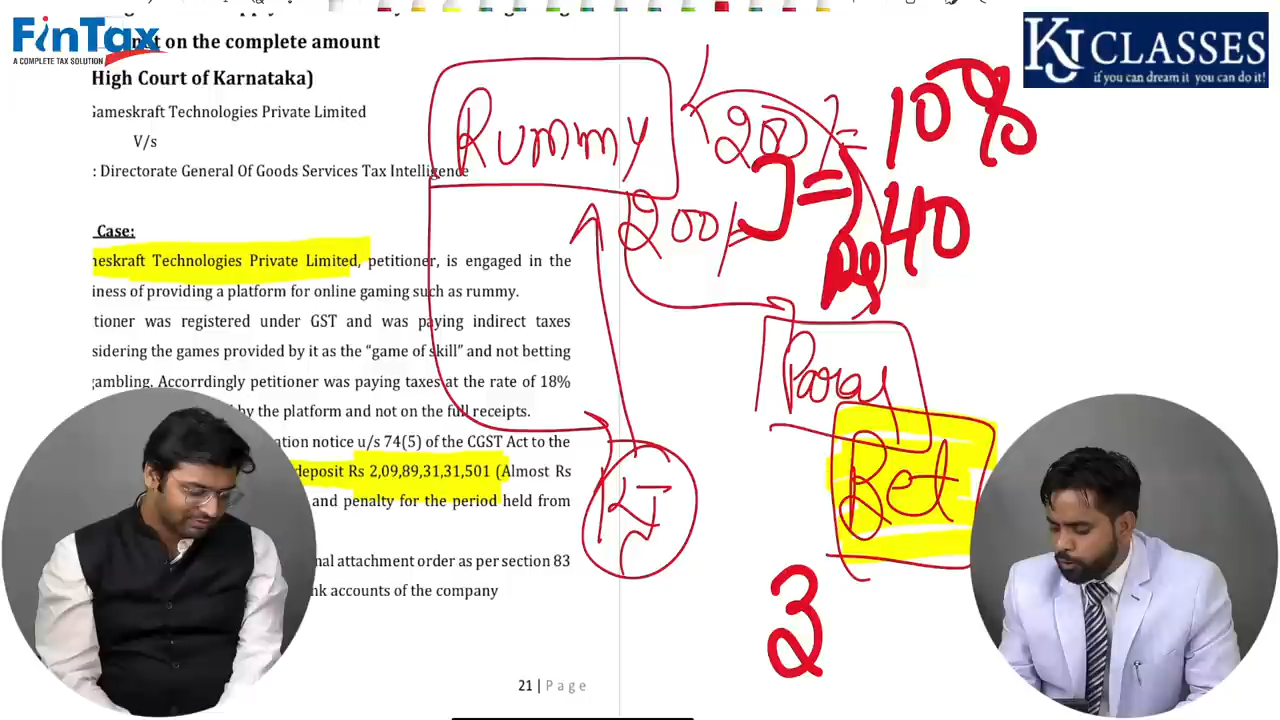 FinTax
A COMPLETE TAX SOLUTION
KJ CLASSES
if you can dream it you can do it!
on the complete amount
High Court of Karnataka)
Gameskraft Technologies Private Limited
V/s
: Directorate General Of Goods Services Tax Intelligence
Case:
neskraft Technologies Private Limited, petitioner, is engaged in the
iness of providing a platform for online gaming such as rummy.
tioner was registered under GST and was paying indirect taxes
sidering the games provided by it as the “game of skill” and not betting
gambling. Accorrdingly petitioner was paying taxes at the rate of 18%
by the platform and not on the full receipts.
ation notice u/s 74(5) of the CGST Act to the
deposit Rs 2,09,89,31,31,501 (Almost Rs
and penalty for the period held from
nal attachment order as per section 83
nk accounts of the company
21 | Page
Rummy
200/-
10%
200/-
=
40
Paras
KJ
Bet
3